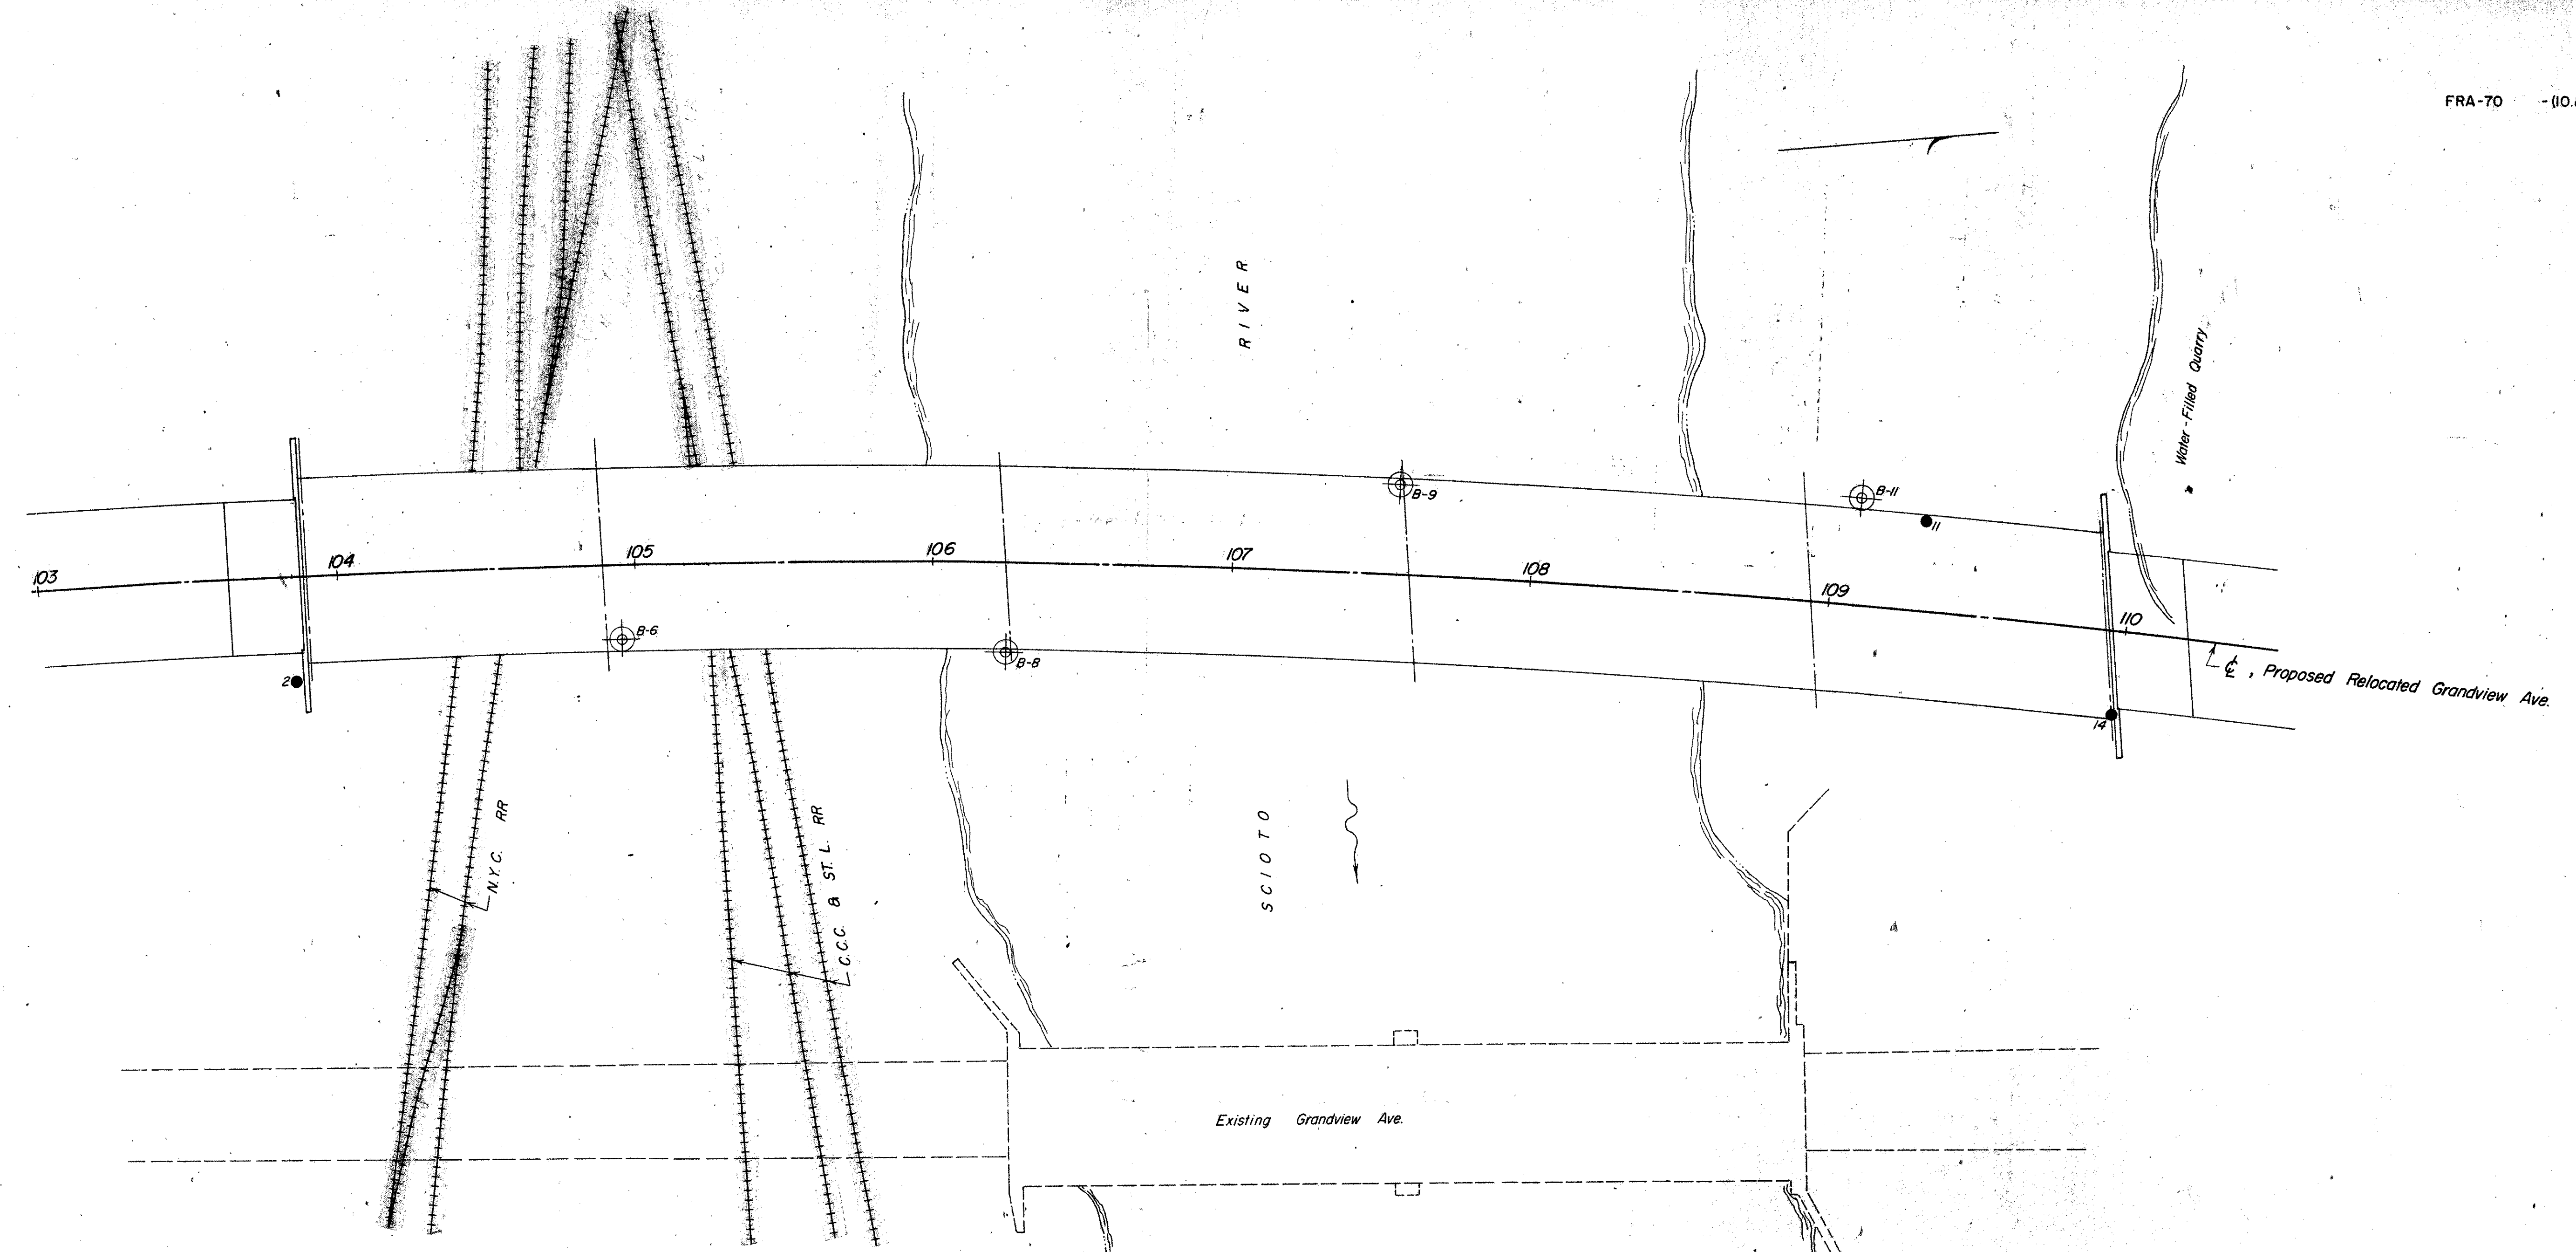 FRA-70 -(10.
RIVER
Water-Filled Quarry
B-9
B-11
11
103
104
105
106
107
108
109
110
B-6
B-8
2
14
℄, Proposed Relocated Grandview Ave.
N.Y.C. RR
C.C.C. & ST. L. RR
SCIOTO
Existing Grandview Ave.